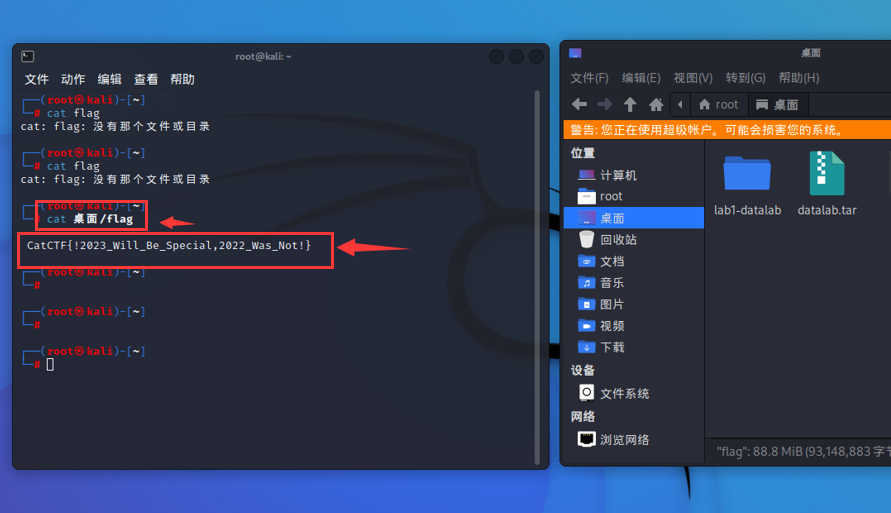 root@kali: ~
文件 动作 编辑 查看 帮助
┌──(root㉿kali)-[~]
└─# cat flag
cat: flag: 没有那个文件或目录
┌──(root㉿kali)-[~]
└─# cat flag
cat: flag: 没有那个文件或目录
┌──(root㉿kali)-[~]
└─# cat 桌面/flag
CatCTF{!2023_Will_Be_Special,2022_Was_Not!}
┌──(root㉿kali)-[~]
└─#
┌──(root㉿kali)-[~]
└─#
┌──(root㉿kali)-[~]
└─#
桌面
文件(F) 编辑(E) 视图(V) 转到(G) 帮助(H)
root 桌面
警告: 您正在使用超级帐户。可能会损害您的系统。
位置
计算机
root
桌面
回收站
文档
音乐
图片
视频
下载
设备
文件系统
网络
浏览网络
lab1-datalab
datalab.tar
"flag": 88.8 MiB (93,148,883 字节